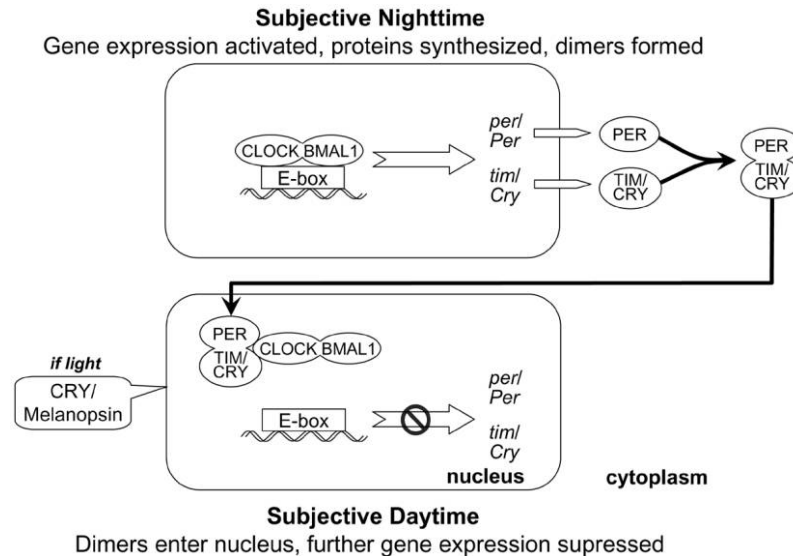 Subjective Nighttime
Gene expression activated, proteins synthesized, dimers formed
CLOCK BMAL1
E-box
per/
Per
tim/
Cry
PER
TIM/
CRY
PER
TIM/
CRY
PER
TIM/
CRY
CLOCK BMAL1
if light
CRY/
Melanopsin
E-box
per/
Per
tim/
Cry
nucleus
cytoplasm
Subjective Daytime
Dimers enter nucleus, further gene expression supressed